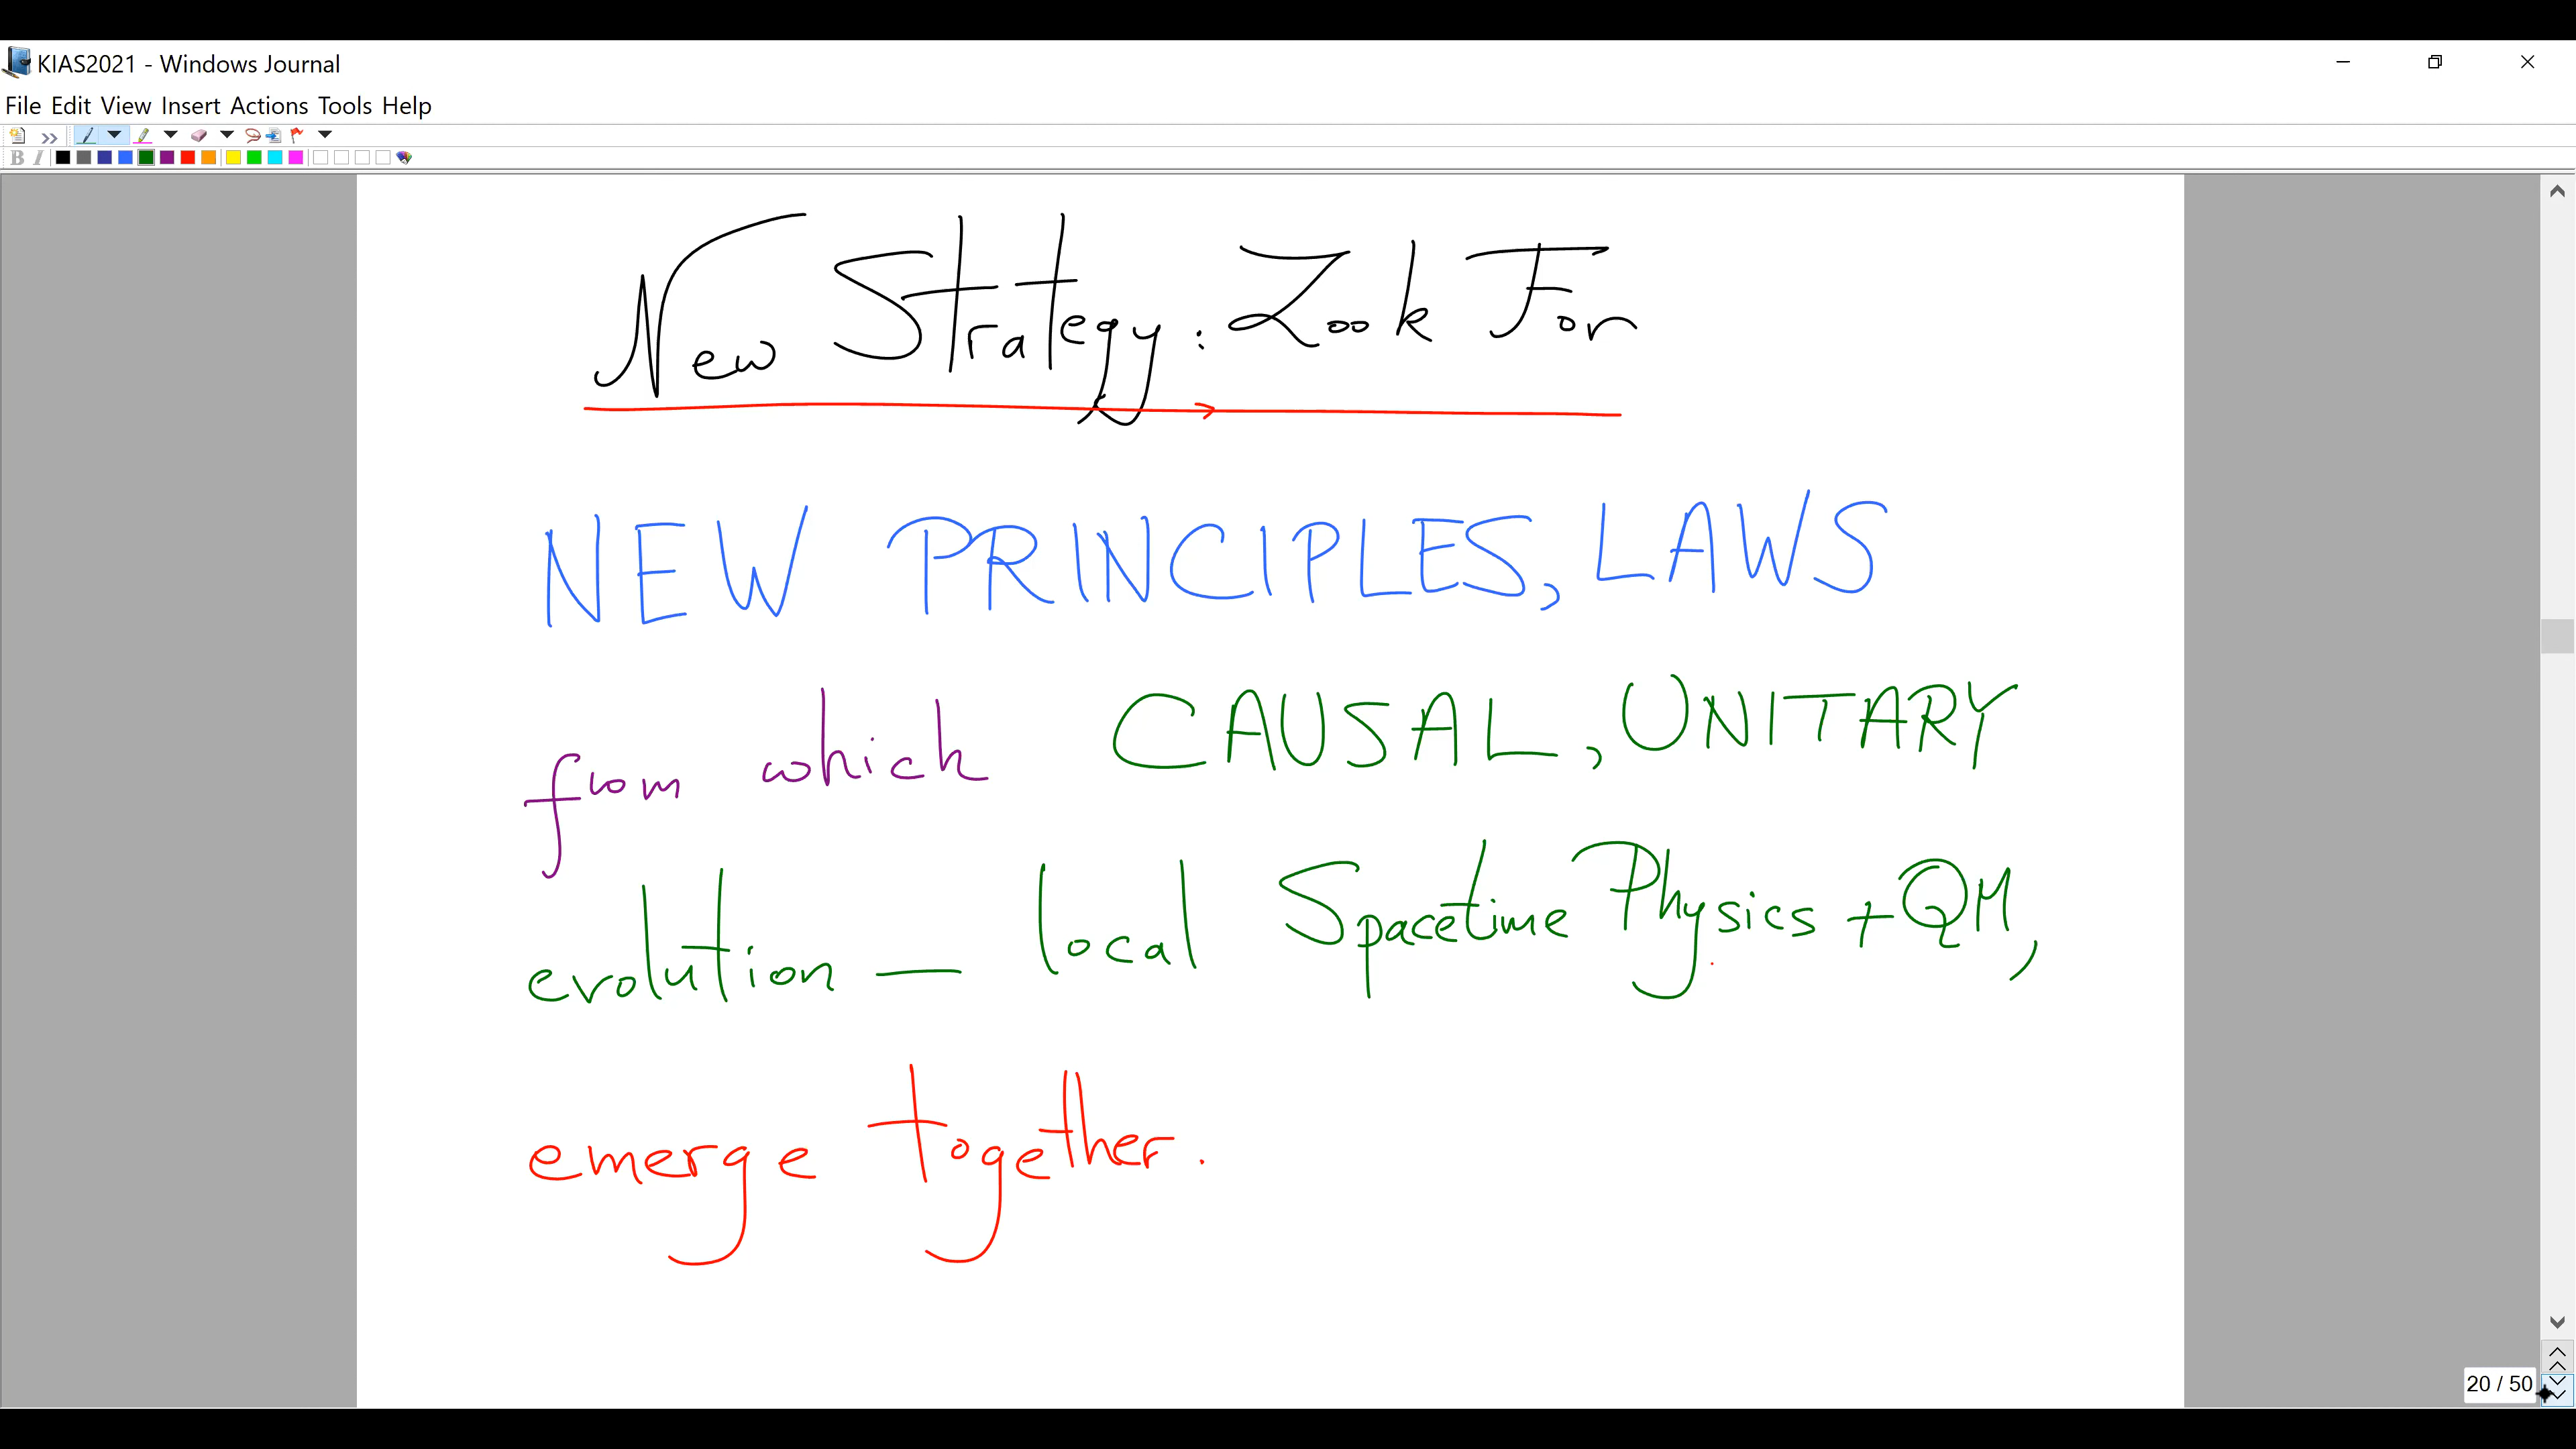 KIAS2021 - Windows Journal
File Edit View Insert Actions Tools Help
B I
New Strategy: Look For
NEW PRINCIPLES, LAWS
from which CAUSAL, UNITARY
evolution — local Spacetime Physics + QM,
emerge together.
20 / 50